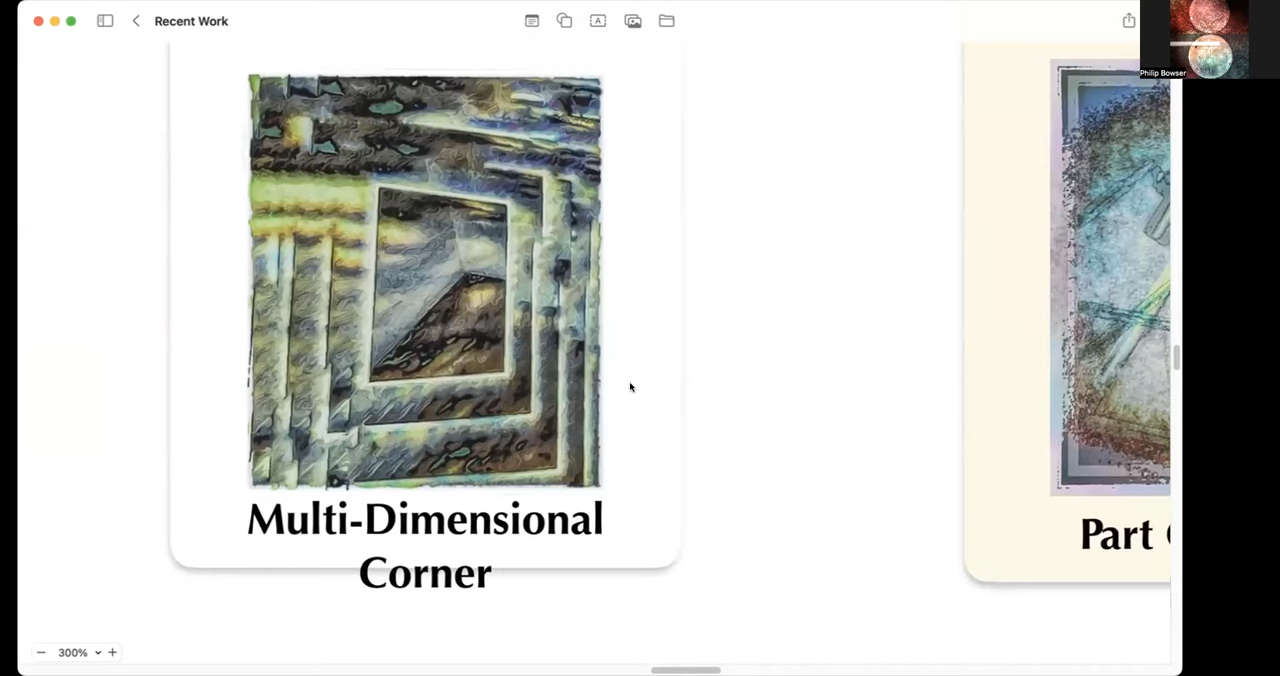 Recent Work
Philip Bowser
Multi-Dimensional
Corner
Part
300%